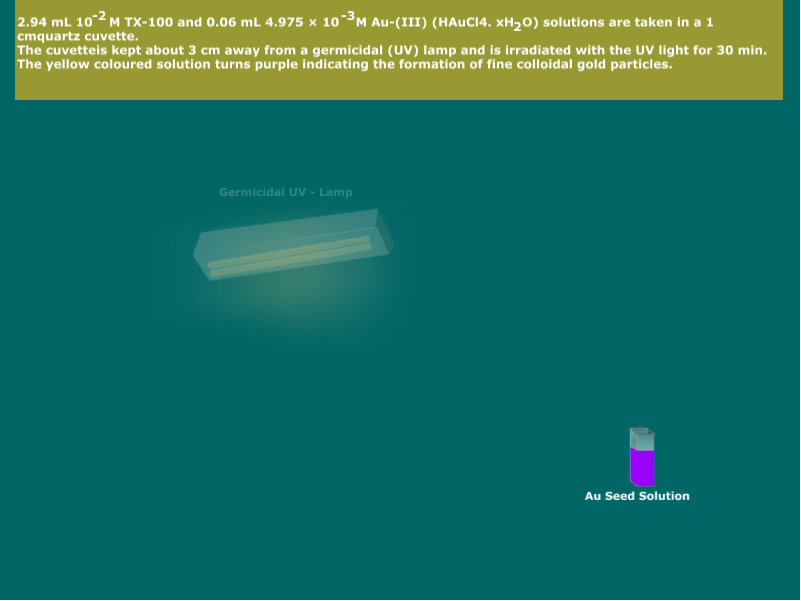 2.94 mL 10⁻² M TX-100 and 0.06 mL 4.975 × 10⁻³M Au-(III) (HAuCl4. xH₂O) solutions are taken in a 1
cmquartz cuvette.
The cuvetteis kept about 3 cm away from a germicidal (UV) lamp and is irradiated with the UV light for 30 min.
The yellow coloured solution turns purple indicating the formation of fine colloidal gold particles.
Germicidal UV - Lamp
Au Seed Solution